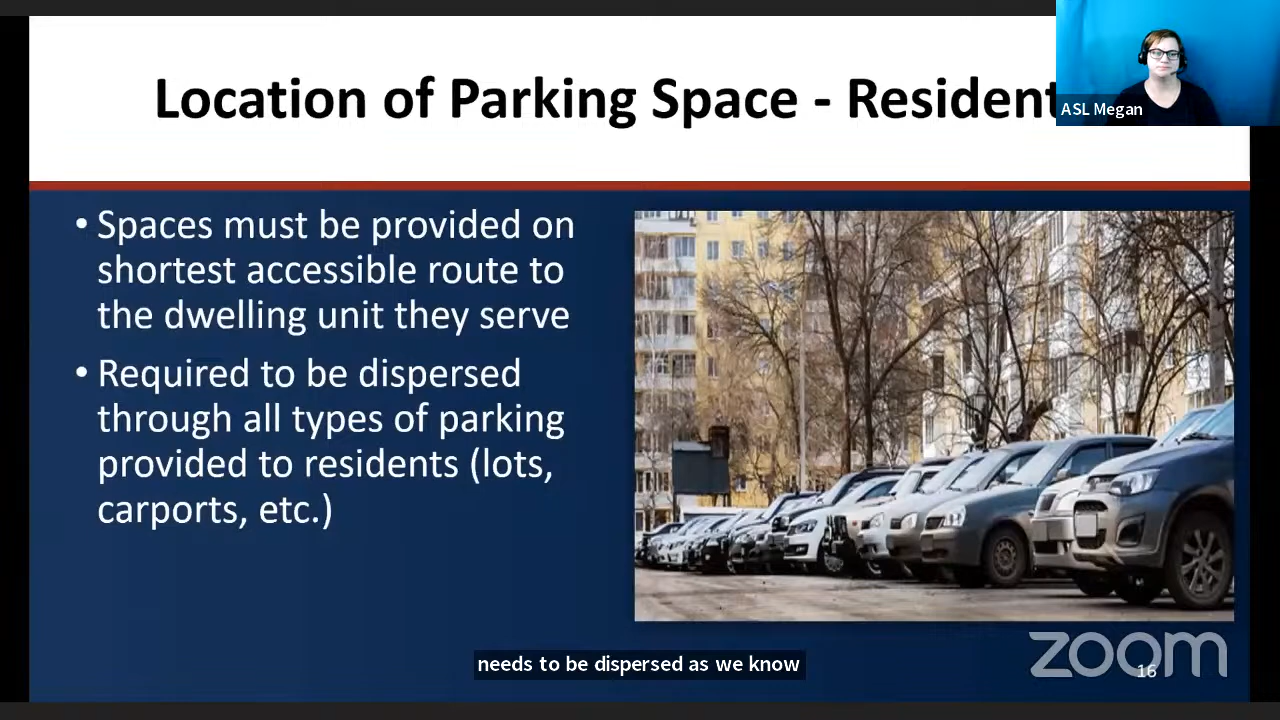 Location of Parking Space - Resident
ASL Megan
• Spaces must be provided on
shortest accessible route to
the dwelling unit they serve
• Required to be dispersed
through all types of parking
provided to residents (lots,
carports, etc.)
needs to be dispersed as we know
zoom
16